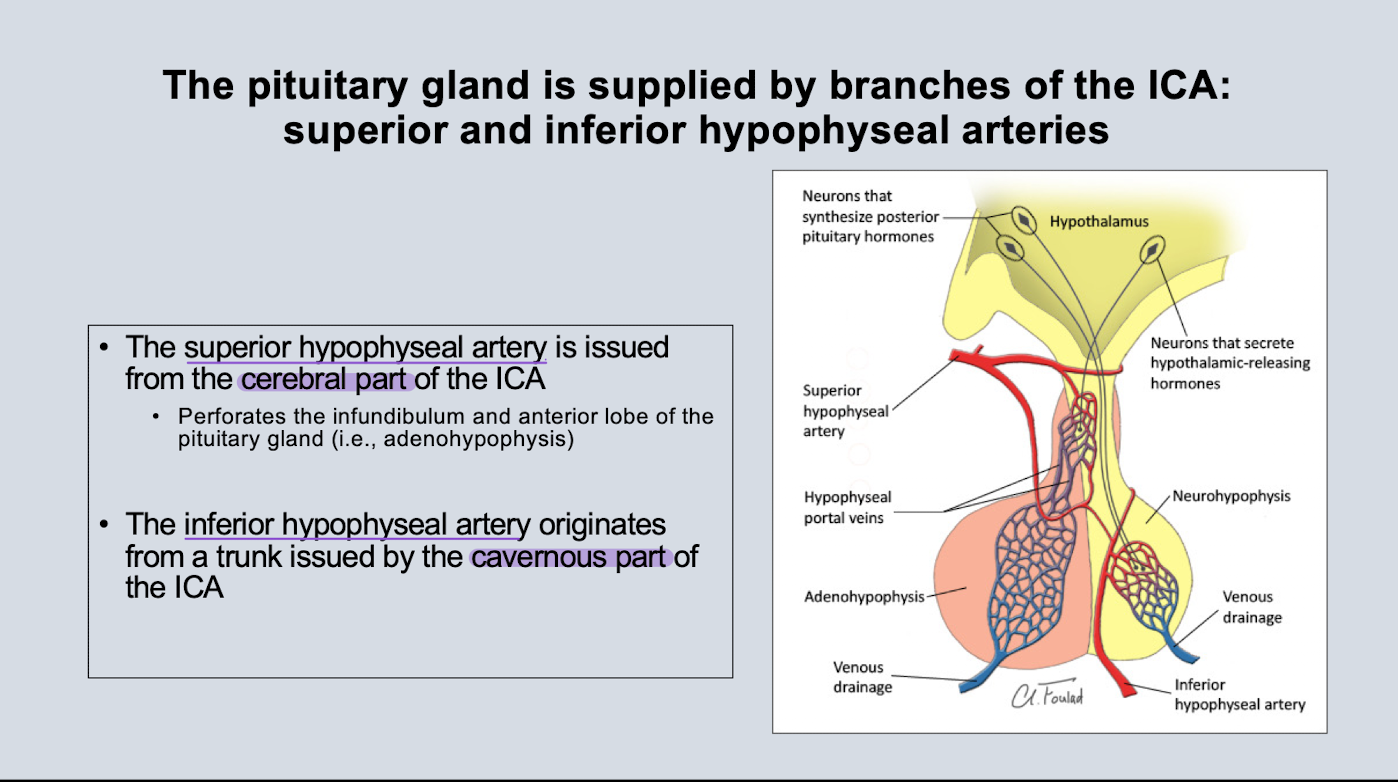 The pituitary gland is supplied by branches of the ICA:
superior and inferior hypophyseal arteries
• The superior hypophyseal artery is issued
from the cerebral part of the ICA
• Perforates the infundibulum and anterior lobe of the
pituitary gland (i.e., adenohypophysis)
• The inferior hypophyseal artery originates
from a trunk issued by the cavernous part of
the ICA
Neurons that
synthesize posterior
pituitary hormones
Hypothalamus
Neurons that secrete
hypothalamic-releasing
hormones
Superior
hypophyseal
artery
Hypophyseal
portal veins
Neurohypophysis
Adenohypophysis
Venous
drainage
Venous
drainage
Inferior
hypophyseal artery